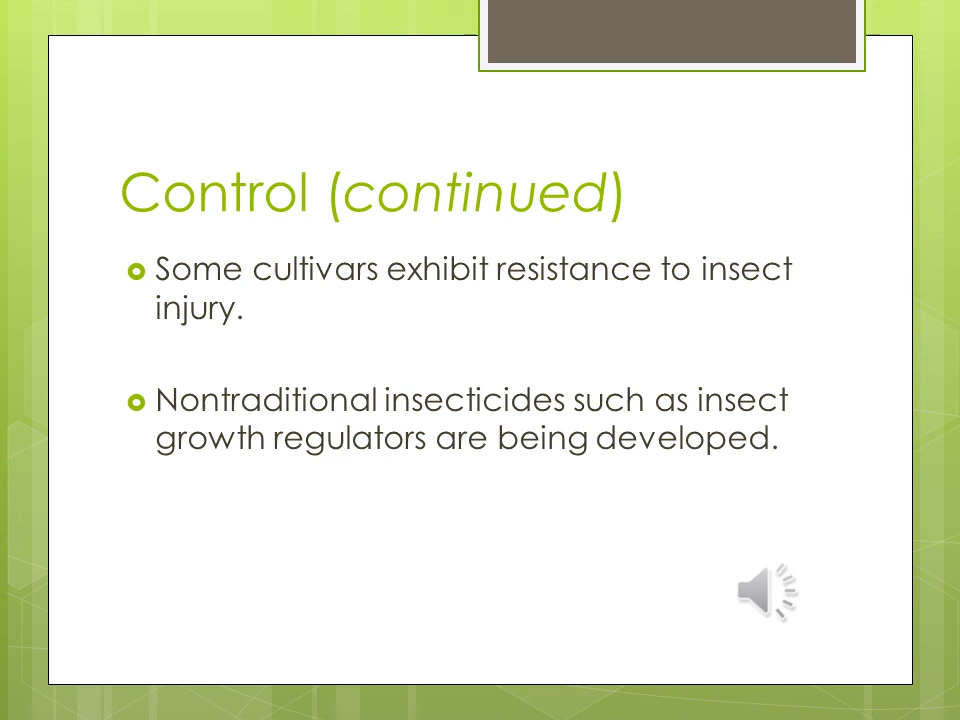 Control (continued)
Some cultivars exhibit resistance to insect
injury.
Nontraditional insecticides such as insect
growth regulators are being developed.